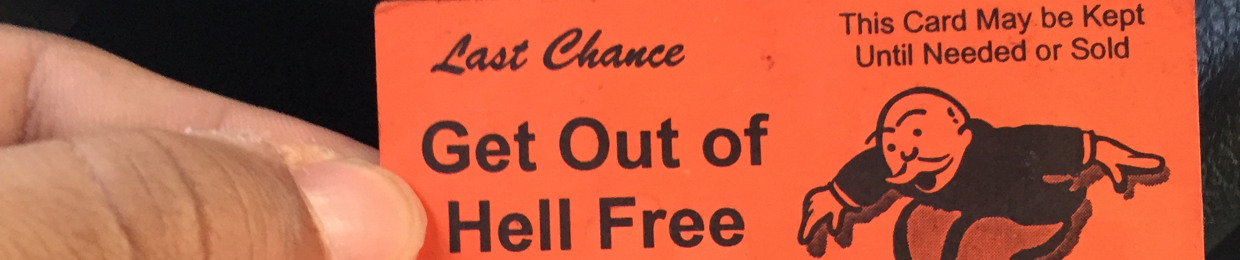 Last Chance
This Card May be Kept
Until Needed or Sold
Get Out of
Hell Free